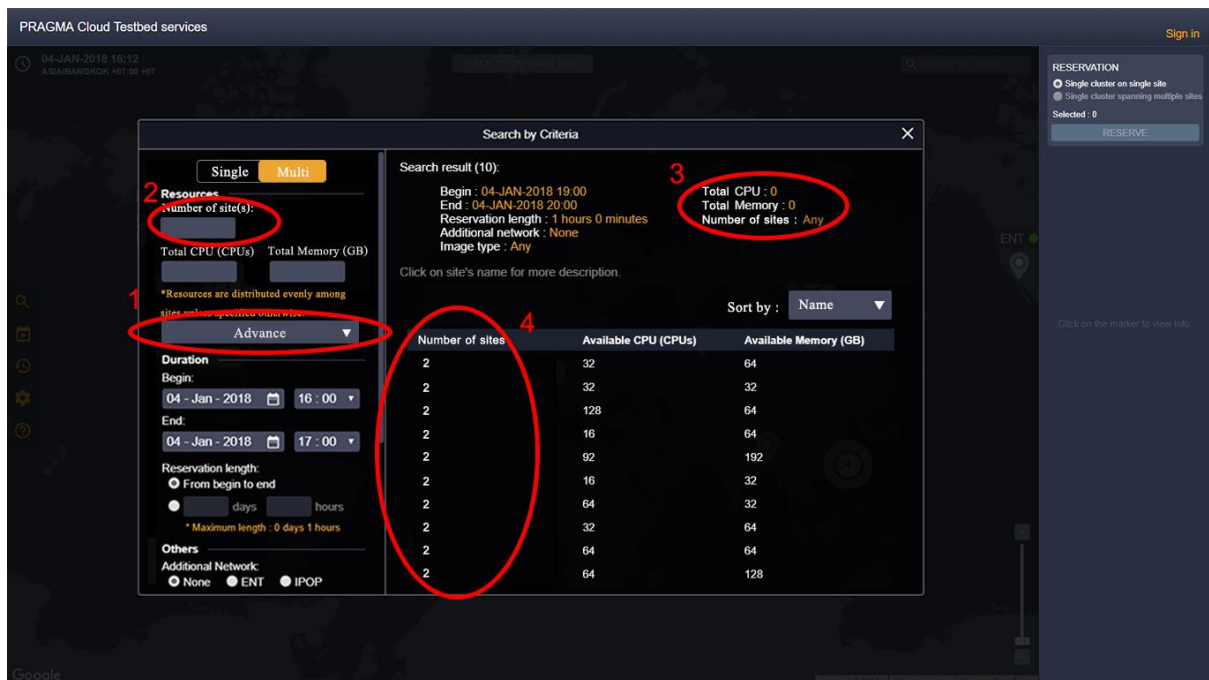 PRAGMA Cloud Testbed services
Sign in
04-JAN-2018 16:12
ASIA/BANGKOK +07:00 +07
BACK TO ORIGINAL MAP
RESERVATION
Single cluster on single site
Single cluster spanning multiple sites
Selected : 0
RESERVE
ENT
Click on the marker to view Info.
Search by Criteria
Single Multi
2
Resources
Number of site(s):
Total CPU (CPUs) Total Memory (GB)
*Resources are distributed evenly among
sites unless specified otherwise.
1
Advance
Duration
Begin:
04 - Jan - 2018 16 : 00
End:
04 - Jan - 2018 17 : 00
Reservation length:
From begin to end
days hours
* Maximum length : 0 days 1 hours
Others
Additional Network:
None ENT IPOP
Search result (10):
Begin : 04-JAN-2018 19:00
End : 04-JAN-2018 20:00
Reservation length : 1 hours 0 minutes
Additional network : None
Image type : Any
3
Total CPU : 0
Total Memory : 0
Number of sites : Any
Click on site's name for more description.
Sort by : Name
4
Number of sites Available CPU (CPUs) Available Memory (GB)
2 32 64
2 32 32
2 128 64
2 16 64
2 92 192
2 16 32
2 64 32
2 32 64
2 64 64
2 64 128
Google